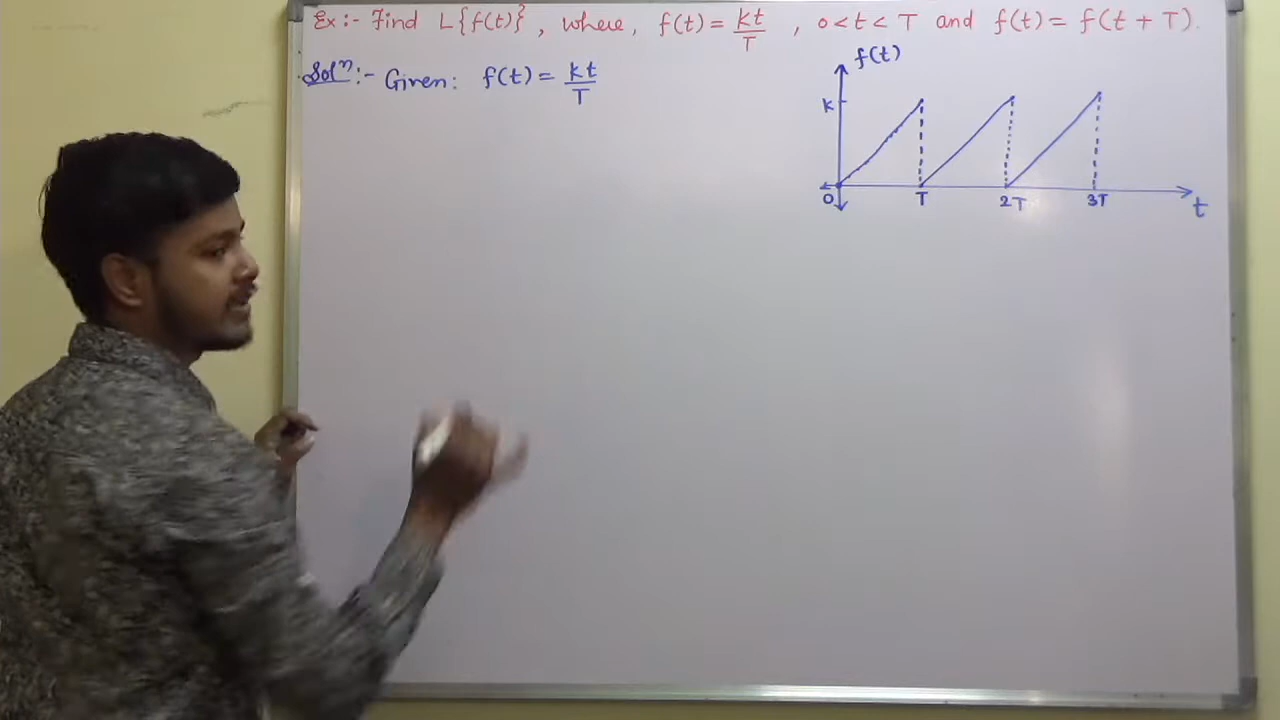 Ex:- Find L{f(t)}, where, f(t) = kt/T, 0 < t < T and f(t) = f(t + T).
Solⁿ:- Given: f(t) = kt/T
f(t)
k
0 T 2T 3T t